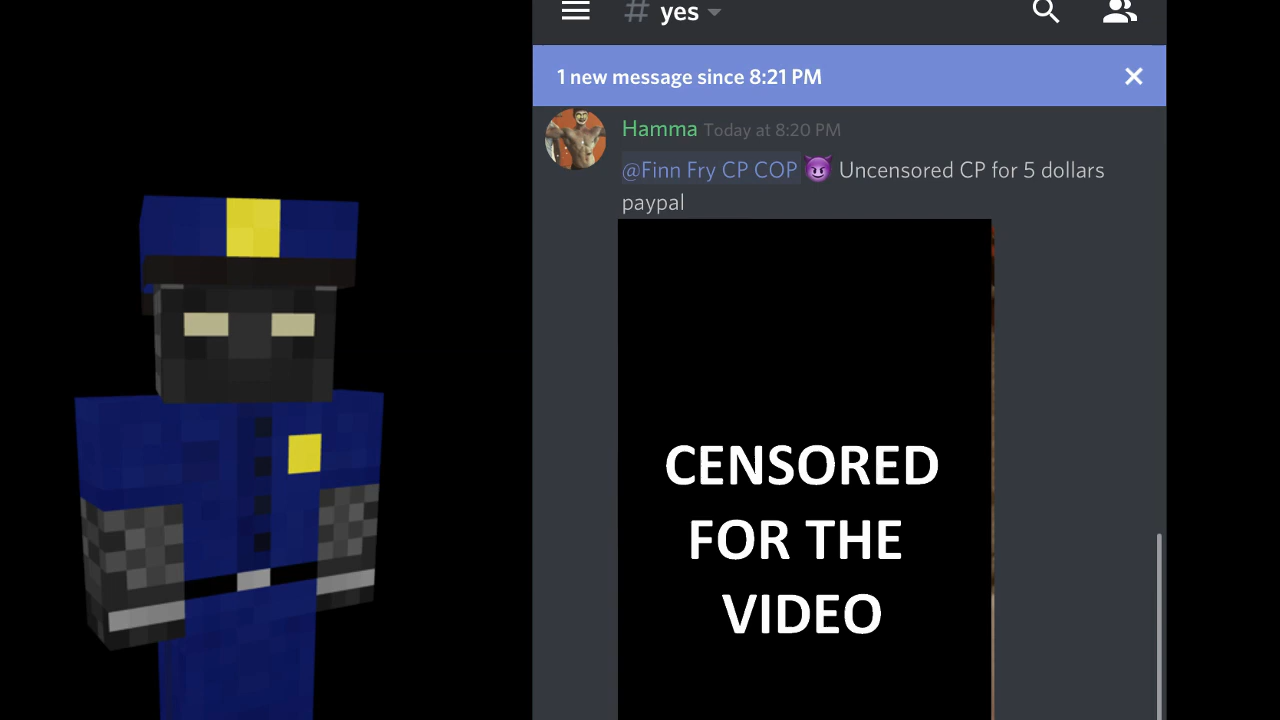 # yes
1 new message since 8:21 PM
Hamma Today at 8:20 PM
@Finn Fry CP COP 😈 Uncensored CP for 5 dollars
paypal
CENSORED
FOR THE
VIDEO